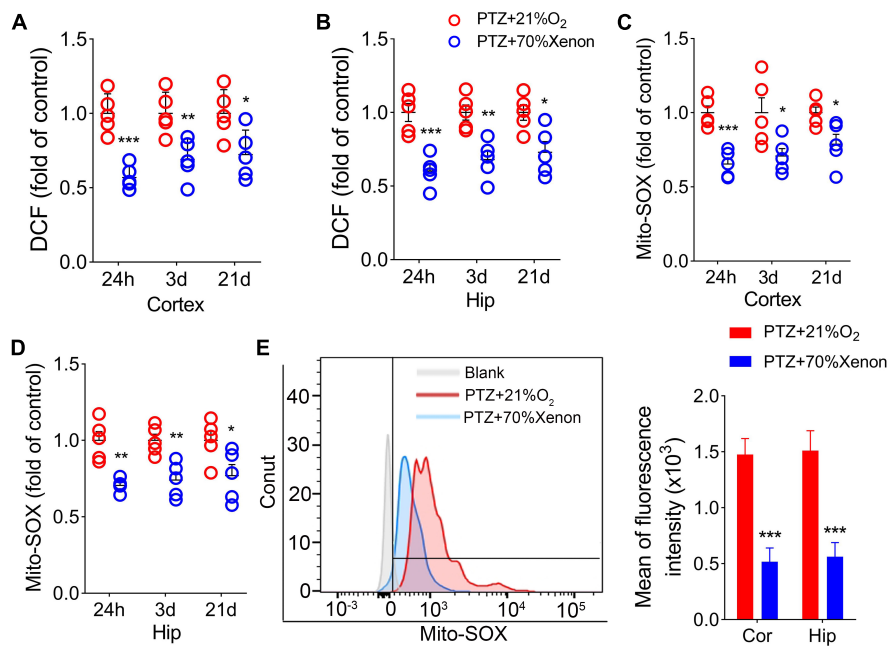 A
1.5
1.0
0.5
0.0
DCF (fold of control)
***
**
*
24h 3d 21d
Cortex
B
PTZ+21%O2
PTZ+70%Xenon
1.5
1.0
0.5
0.0
DCF (fold of control)
***
**
*
24h 3d 21d
Hip
C
1.5
1.0
0.5
0.0
Mito-SOX (fold of control)
***
*
*
24h 3d 21d
Cortex
D
1.5
1.0
0.5
0.0
Mito-SOX (fold of control)
**
**
*
24h 3d 21d
Hip
E
Blank
PTZ+21%O2
PTZ+70%Xenon
40
30
20
10
0
Conut
-10-3 0 103 104 105
Mito-SOX
PTZ+21%O2
PTZ+70%Xenon
2.0
1.5
1.0
0.5
0.0
Mean of fluorescence
intensity (x103)
***
***
Cor Hip